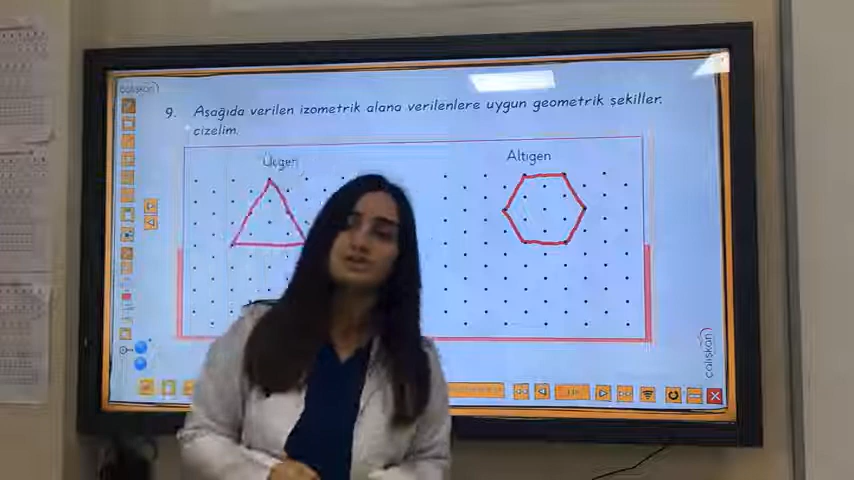 çalışkan
9. Aşağıda verilen izometrik alana verilenlere uygun geometrik şekiller
çizelim.
Üçgen
Altıgen
çalışkan